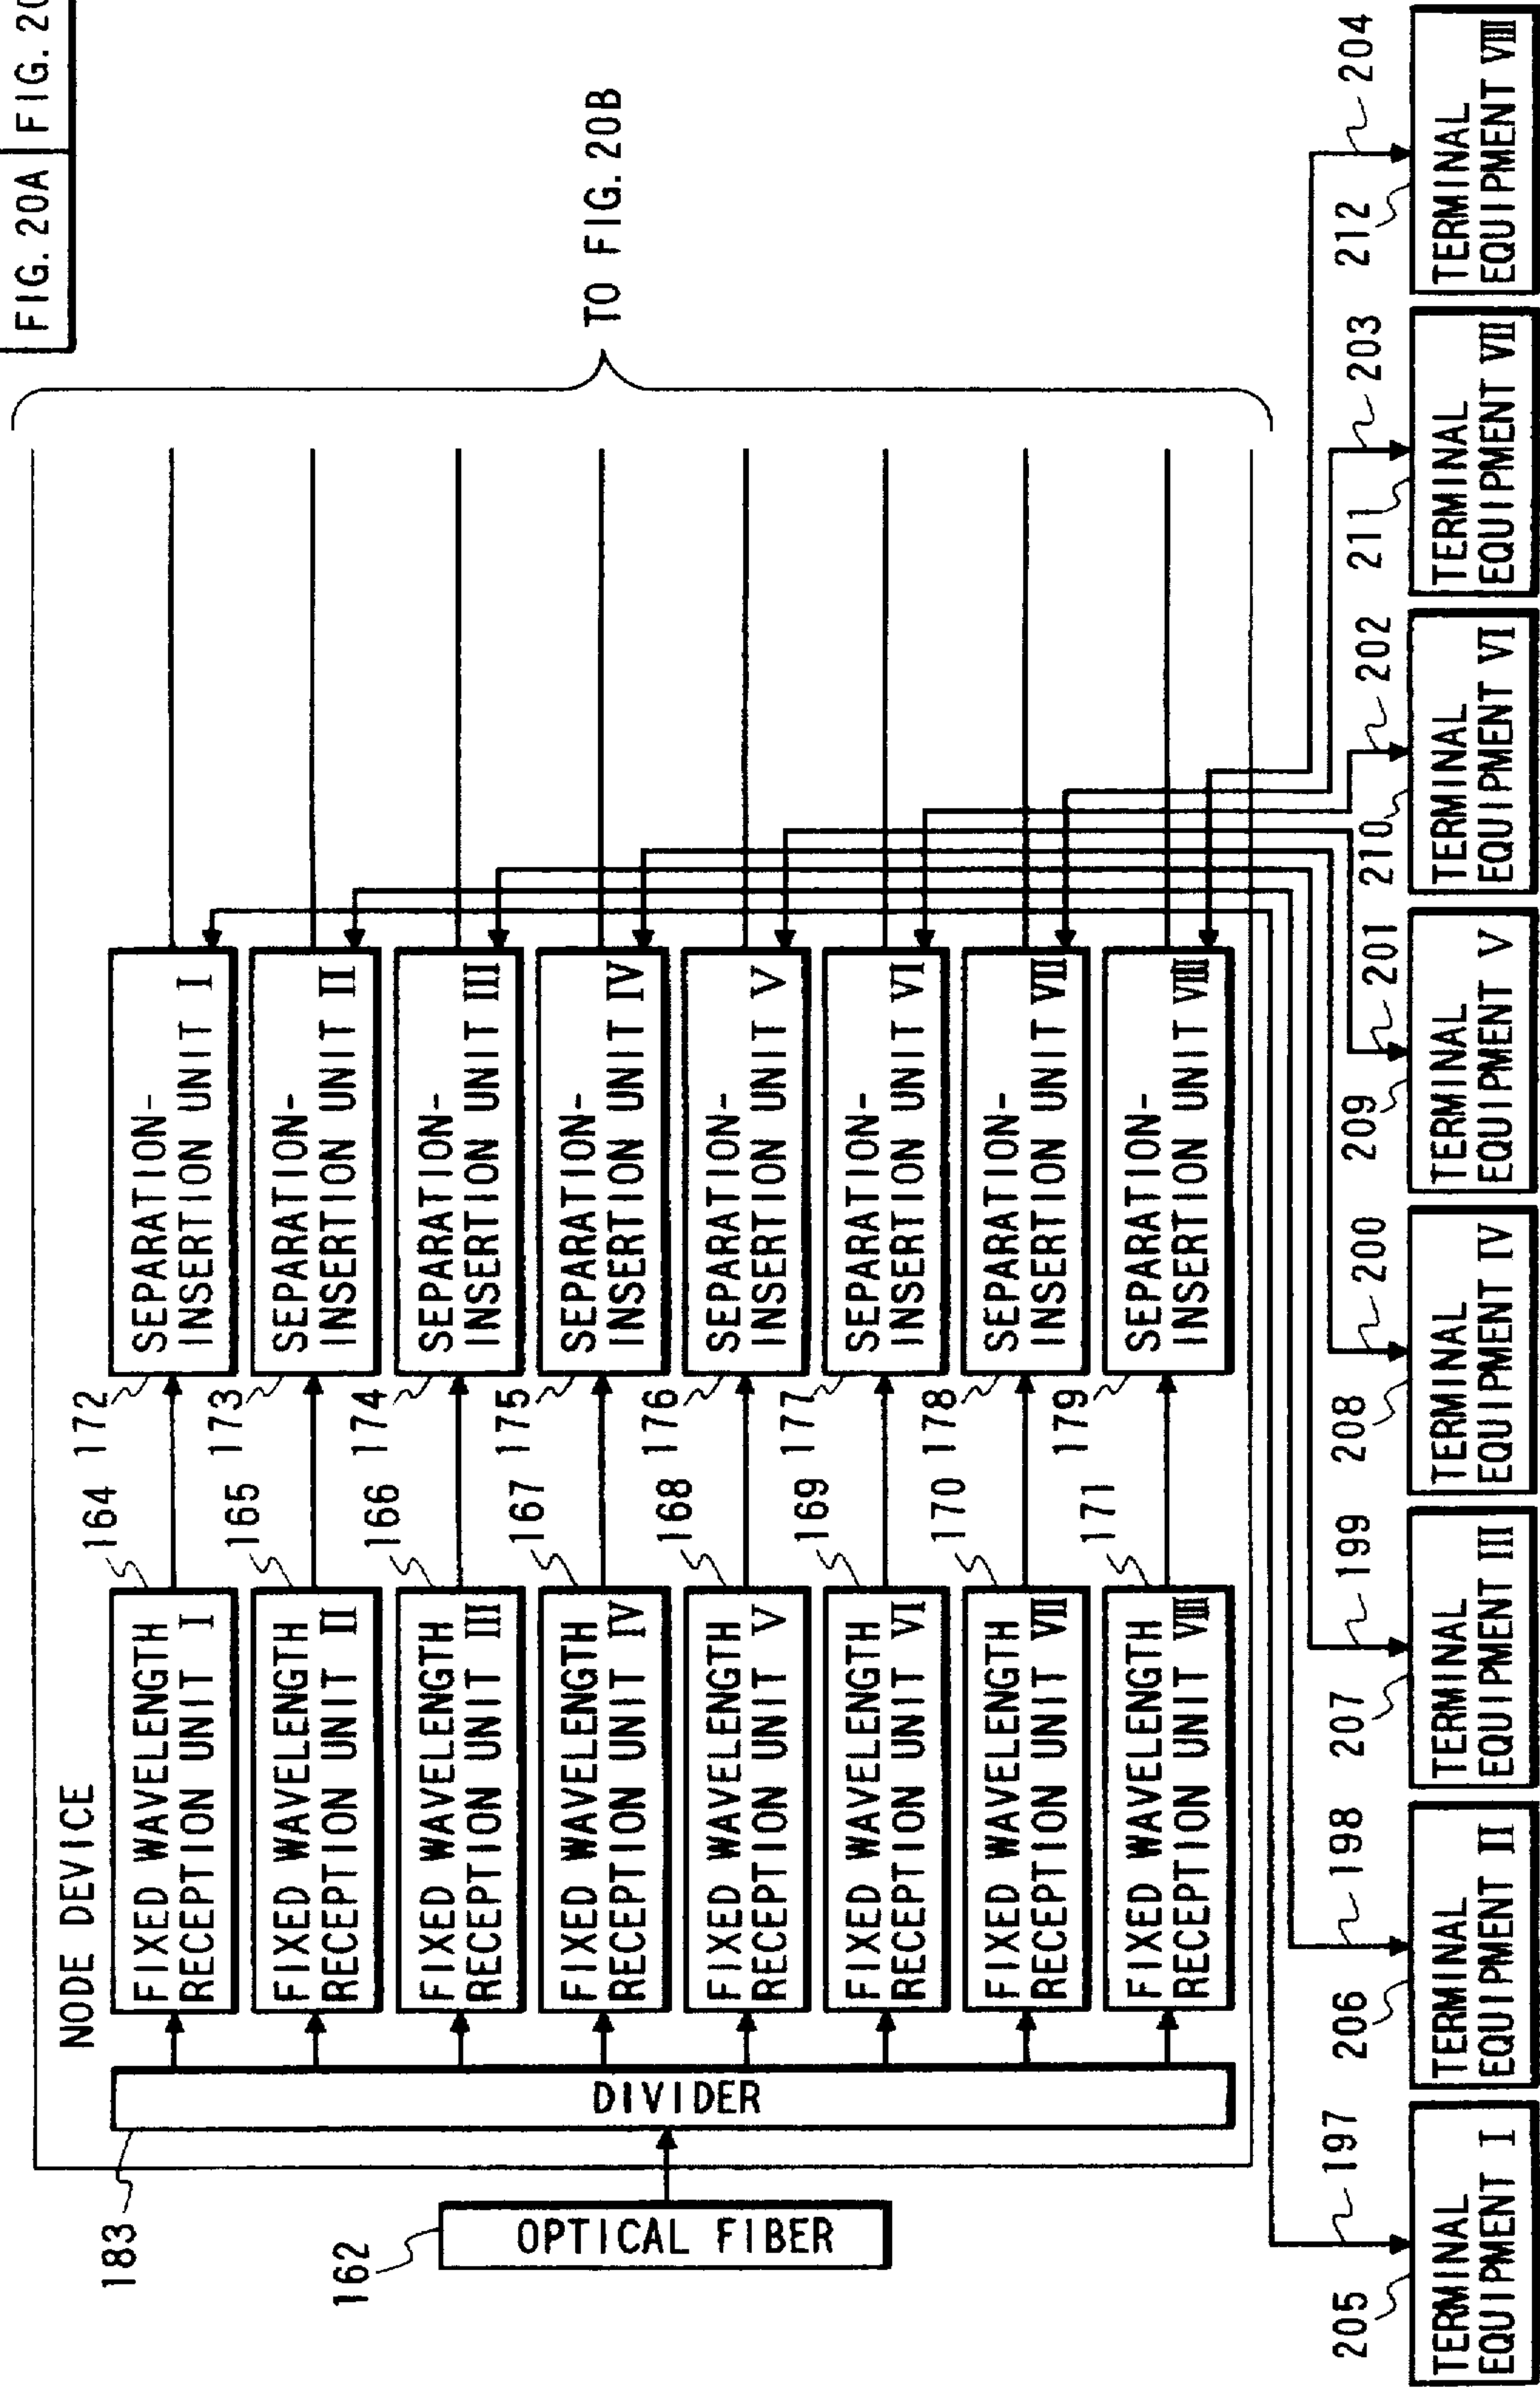 FIG. 20A
FIG. 20
TO FIG. 20B
NODE DEVICE
183
DIVIDER
162
OPTICAL FIBER
164
FIXED WAVELENGTH
RECEPTION UNIT I
165
FIXED WAVELENGTH
RECEPTION UNIT II
166
FIXED WAVELENGTH
RECEPTION UNIT III
167
FIXED WAVELENGTH
RECEPTION UNIT IV
168
FIXED WAVELENGTH
RECEPTION UNIT V
169
FIXED WAVELENGTH
RECEPTION UNIT VI
170
FIXED WAVELENGTH
RECEPTION UNIT VII
171
FIXED WAVELENGTH
RECEPTION UNIT VIII
172
SEPARATION-
INSERTION UNIT I
173
SEPARATION-
INSERTION UNIT II
174
SEPARATION-
INSERTION UNIT III
175
SEPARATION-
INSERTION UNIT IV
176
SEPARATION-
INSERTION UNIT V
177
SEPARATION-
INSERTION UNIT VI
178
SEPARATION-
INSERTION UNIT VII
179
SEPARATION-
INSERTION UNIT VIII
205
197
TERMINAL
EQUIPMENT I
206
198
TERMINAL
EQUIPMENT II
207
199
TERMINAL
EQUIPMENT III
208
200
TERMINAL
EQUIPMENT IV
209
201
TERMINAL
EQUIPMENT V
210
202
TERMINAL
EQUIPMENT VI
211
203
TERMINAL
EQUIPMENT VII
212
204
TERMINAL
EQUIPMENT VIII